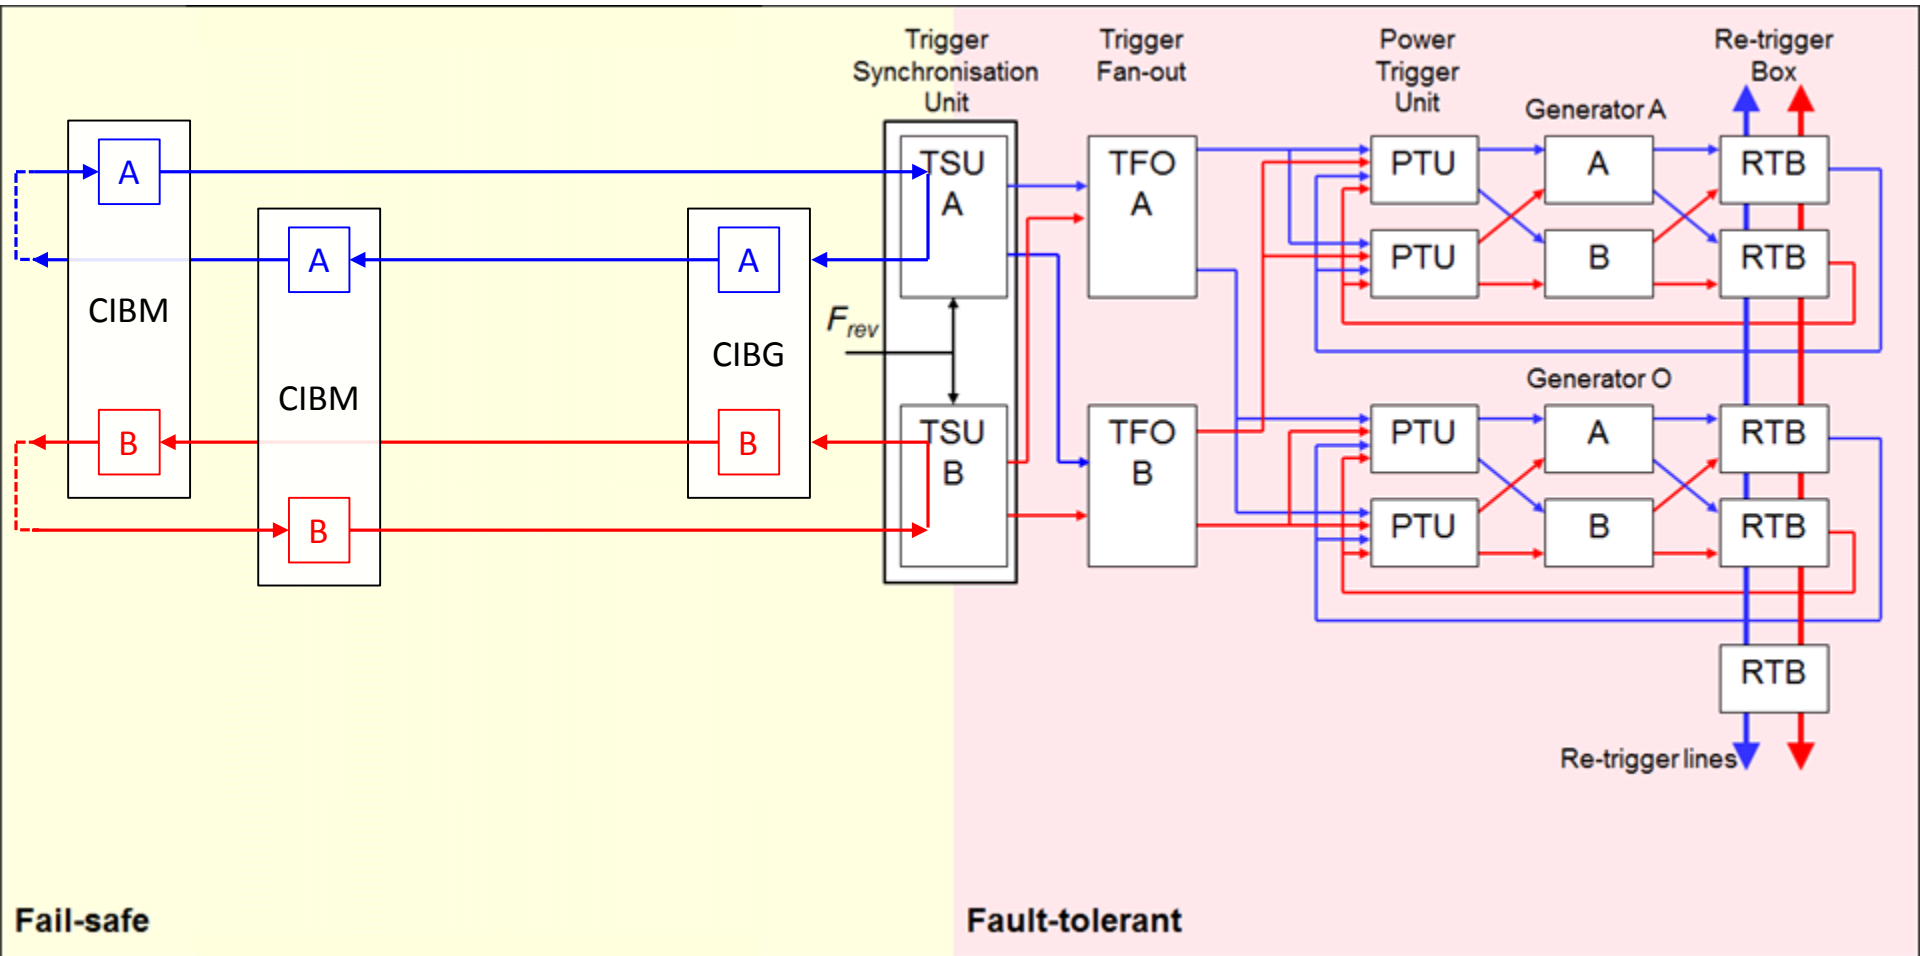 Trigger
Synchronisation
Unit
Trigger
Fan-out
Power
Trigger
Unit
Re-trigger
Box
Generator A
A
TSU
A
TFO
A
PTU
A
RTB
A
A
PTU
B
RTB
CIBM
F rev
CIBG
CIBM
Generator O
B
B
TSU
B
TFO
B
PTU
A
RTB
B
PTU
B
RTB
RTB
Re-trigger lines
Fail-safe
Fault-tolerant